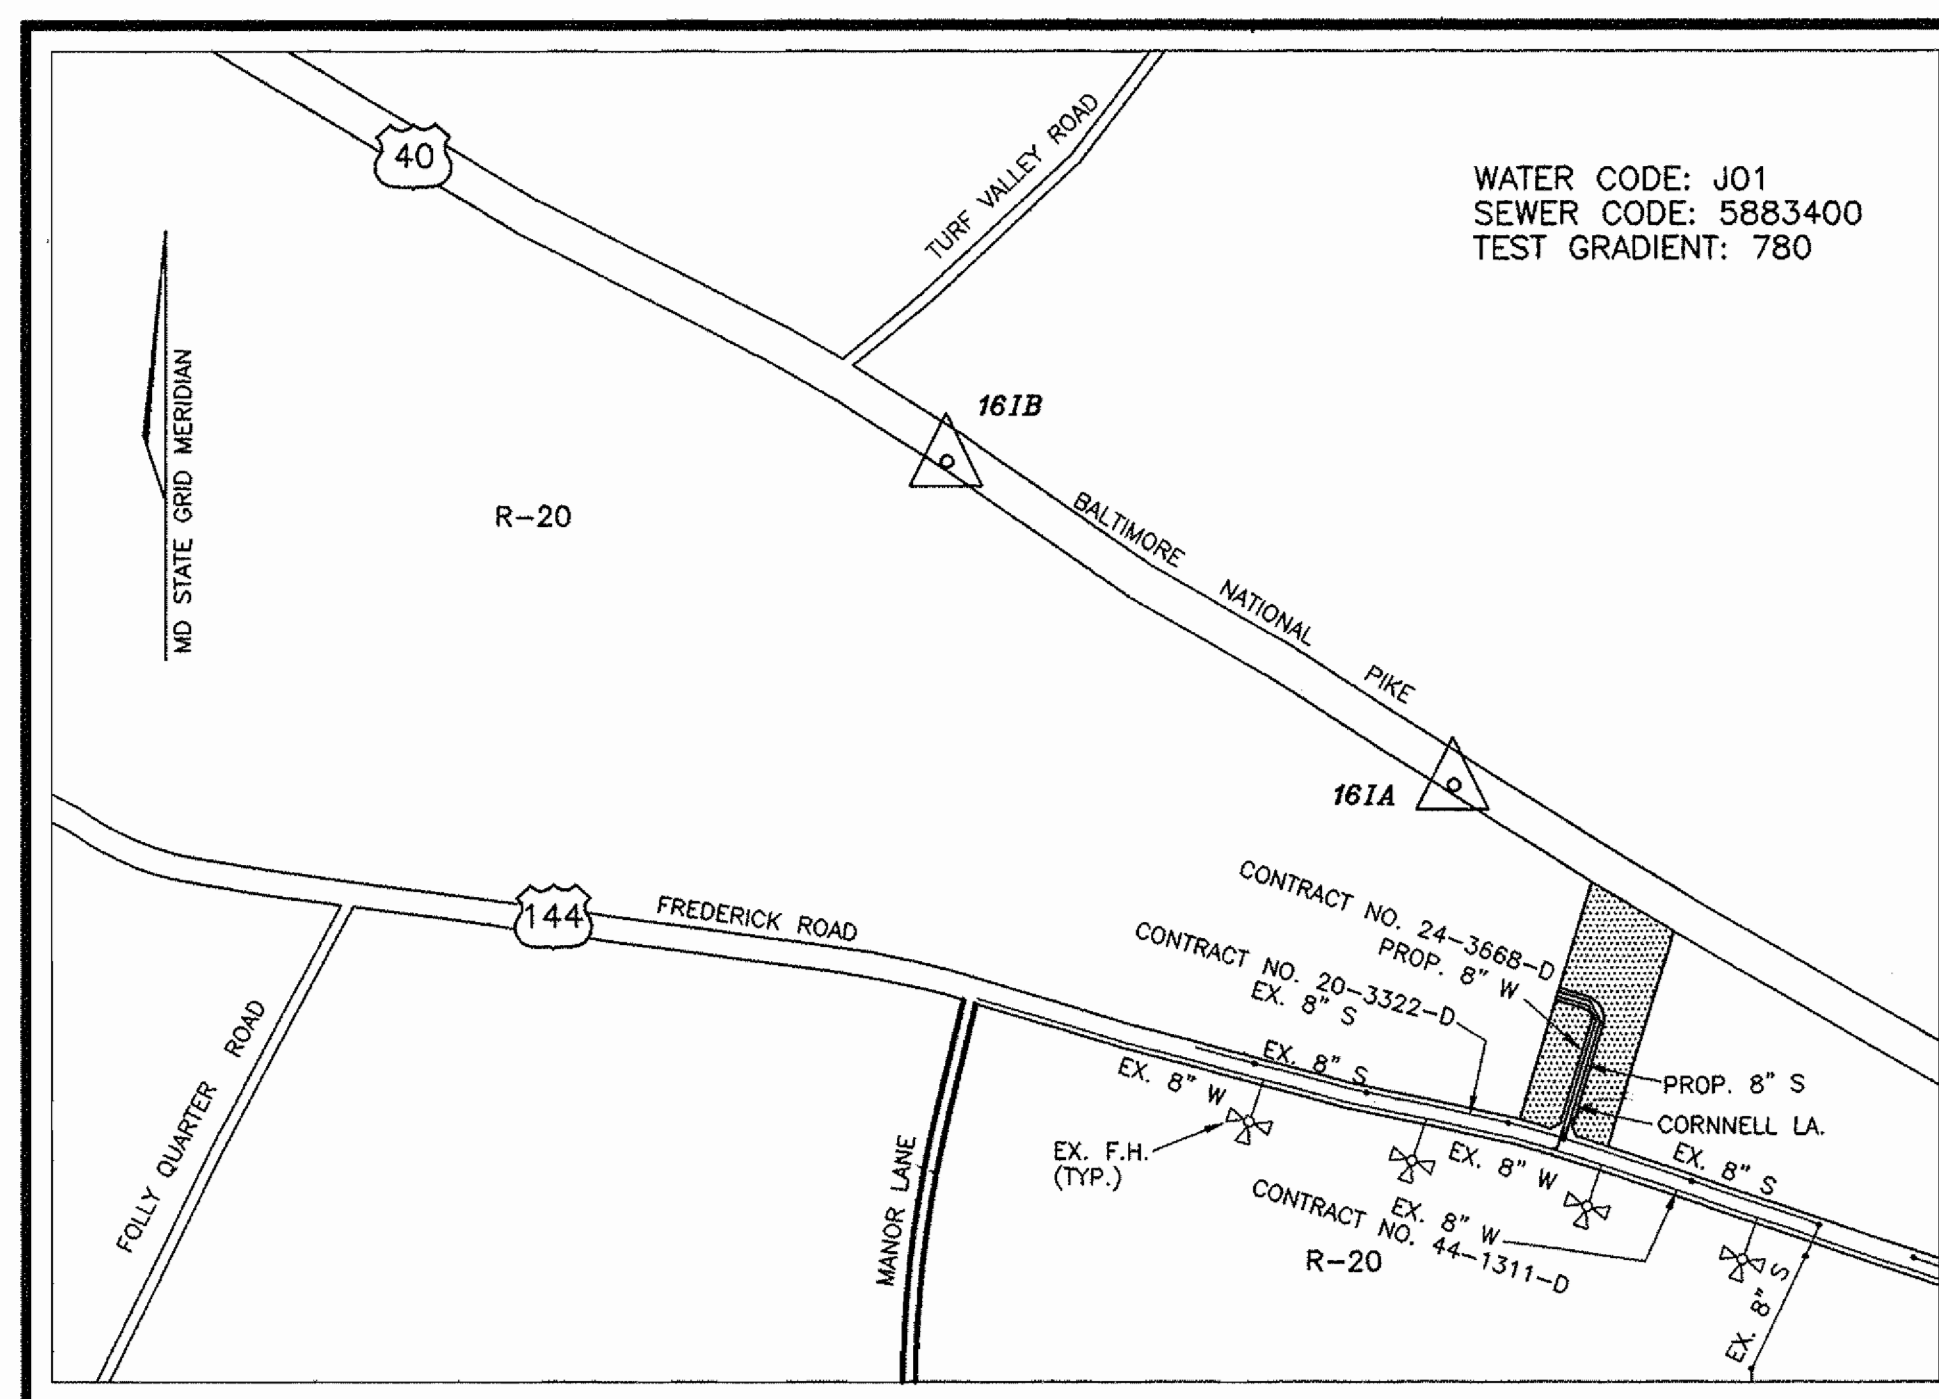 40
TURF VALLEY ROAD
WATER CODE: J01
SEWER CODE: 5883400
TEST GRADIENT: 780
MD STATE GRID MERIDIAN
16IB
R-20
BALTIMORE NATIONAL PIKE
16IA
144
FREDERICK ROAD
CONTRACT NO. 24-3668-D
PROP. 8" W
CONTRACT NO. 20-3322-D
EX. 8" S
FOLLY QUARTER ROAD
MANOR LANE
EX. 8" W
EX. 8" S
PROP. 8" S
CORNNELL LA.
EX. F.H.
(TYP.)
EX. 8" W
EX. 8" S
EX. 8" W
CONTRACT NO. 44-1311-D
R-20
EX. 8" S